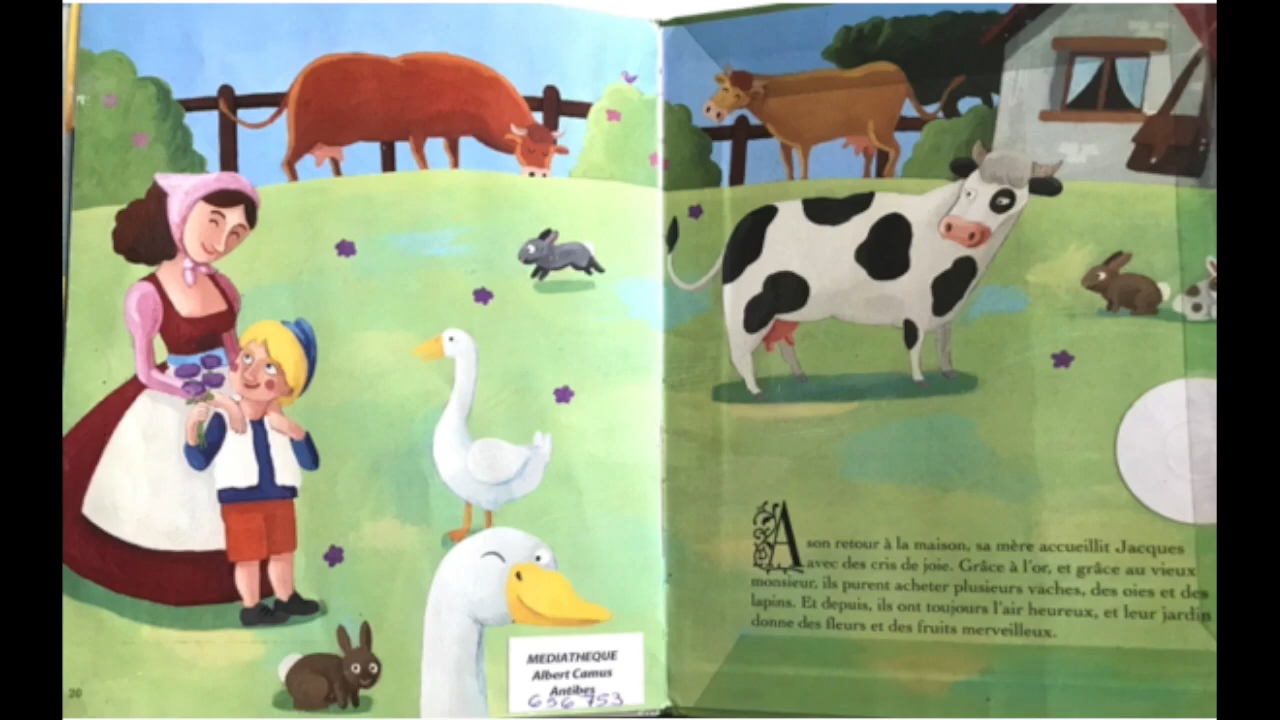 20
MEDIATHEQUE
Albert Camus
Antibes
656 753
A son retour à la maison, sa mère accueillit Jacques
avec des cris de joie. Grâce à l'or, et grâce au vieux
monsieur, ils purent acheter plusieurs vaches, des oies et des
lapins. Et depuis, ils ont toujours l'air heureux, et leur jardin
donne des fleurs et des fruits merveilleux.